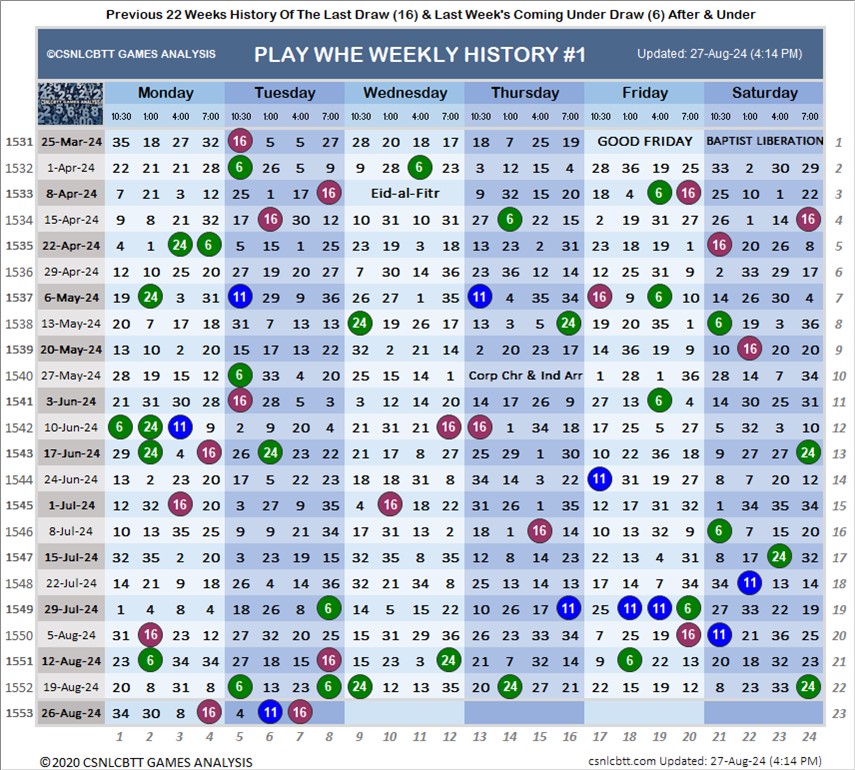 Previous 22 Weeks History Of The Last Draw (16) & Last Week's Coming Under Draw (6) After & Under
©CSNLCBTT GAMES ANALYSIS PLAY WHE WEEKLY HISTORY #1 Updated: 27-Aug-24 (4:14 PM)
Monday Tuesday Wednesday Thursday Friday Saturday
10:30 1:00 4:00 7:00 10:30 1:00 4:00 7:00 10:30 1:00 4:00 7:00 10:30 1:00 4:00 7:00 10:30 1:00 4:00 7:00 10:30 1:00 4:00 7:00
1531 25-Mar-24 35 18 27 32 16 5 5 27 28 20 18 17 18 7 25 19 GOOD FRIDAY BAPTIST LIBERATION 1
1532 1-Apr-24 22 21 21 28 6 26 5 9 9 28 6 23 3 12 15 4 28 36 19 25 33 2 30 29 2
1533 8-Apr-24 7 21 3 12 25 1 17 16 Eid-al-Fitr 9 32 15 20 18 4 6 16 25 10 1 22 3
1534 15-Apr-24 9 8 21 32 17 16 30 12 10 31 10 31 27 6 22 15 2 19 31 27 26 1 14 16 4
1535 22-Apr-24 4 1 24 6 5 15 1 25 23 19 3 18 13 23 2 31 23 18 19 1 16 20 26 8 5
1536 29-Apr-24 12 10 25 20 27 19 20 27 7 30 14 36 23 36 12 14 12 25 31 9 2 33 29 17 6
1537 6-May-24 19 24 3 31 11 29 9 36 26 27 1 35 11 4 35 34 16 9 6 10 14 26 30 4 7
1538 13-May-24 20 7 17 18 31 7 13 13 24 19 26 17 13 3 5 24 19 20 35 1 6 19 3 36 8
1539 20-May-24 13 10 2 20 15 17 13 22 32 2 21 14 2 20 23 17 14 36 19 9 10 16 20 20 9
1540 27-May-24 28 19 15 12 6 33 4 20 25 15 14 1 Corp Chr & Ind Arr 1 28 1 36 28 14 7 34 10
1541 3-Jun-24 21 31 30 28 16 28 5 3 3 12 14 20 14 17 26 9 13 27 6 4 14 30 25 31 11
1542 10-Jun-24 6 24 11 9 2 9 20 4 21 31 21 16 16 1 34 18 17 25 5 27 5 32 3 10 12
1543 17-Jun-24 29 24 4 16 26 24 23 22 21 17 8 27 25 29 1 30 10 22 36 18 9 27 27 24 13
1544 24-Jun-24 13 2 23 20 17 5 22 22 18 18 31 8 34 14 3 22 11 31 19 27 8 7 20 12 14
1545 1-Jul-24 12 32 16 20 3 27 9 35 10 16 18 22 31 26 1 35 14 35 22 32 1 34 35 34 15
1546 8-Jul-24 10 13 35 25 9 9 21 34 17 31 13 2 18 1 16 14 10 13 32 9 6 7 15 20 16
1547 15-Jul-24 32 35 2 20 3 23 19 15 32 35 8 35 12 8 14 23 22 13 4 31 8 17 24 32 17
1548 22-Jul-24 14 21 9 18 26 4 14 36 32 21 34 8 25 13 14 13 17 14 7 34 34 11 13 14 18
1549 29-Jul-24 1 4 8 4 18 26 8 6 14 5 15 22 10 26 17 11 25 11 11 6 27 33 22 19 19
1550 5-Aug-24 31 16 23 12 27 32 20 25 15 31 25 36 26 23 33 34 7 25 19 16 11 21 36 25 20
1551 12-Aug-24 23 6 34 34 27 18 15 16 15 23 3 24 21 7 32 14 9 6 22 13 20 18 32 23 21
1552 19-Aug-24 20 8 31 8 6 13 23 6 24 12 13 35 20 24 27 21 22 15 19 12 8 23 33 24 22
1553 26-Aug-24 34 30 8 16 4 11 16 23
1 2 3 4 5 6 7 8 9 10 11 12 13 14 15 16 17 18 19 20 21 22 23 24
©2020 CSNLCBTT GAMES ANALYSIS csnlcbtt.com Updated: 27-Aug-24 (4:14 PM)